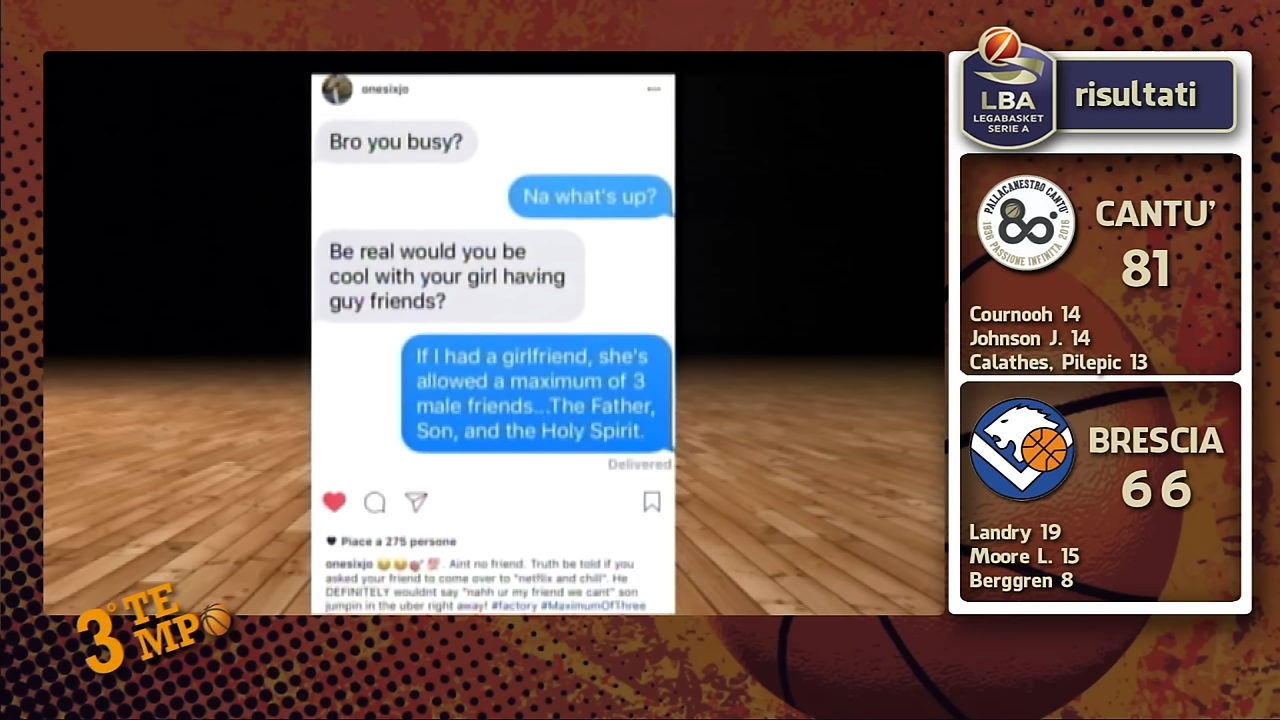 onesixjo
Bro you busy?
Na what's up?
Be real would you be
cool with your girl having
guy friends?
If I had a girlfriend, she's
allowed a maximum of 3
male friends...The Father,
Son, and the Holy Spirit.
Delivered
Piace a 275 persone
onesixjo 😂😂 💯. Aint no friend. Truth be told if you
asked your friend to come over to "netflix and chill". He
DEFINITELY wouldnt say "nahh ur my friend we cant" son
jumpin in the uber right away! #factory #MaximumOfThree
3° TE
MPO
LBA
LEGABASKET
SERIE A
risultati
PALLACANESTRO CANTU'
1936 PASSIONE INFINITA 2016
80
CANTU'
81
Cournooh 14
Johnson J. 14
Calathes, Pilepic 13
BRESCIA
66
Landry 19
Moore L. 15
Berggren 8